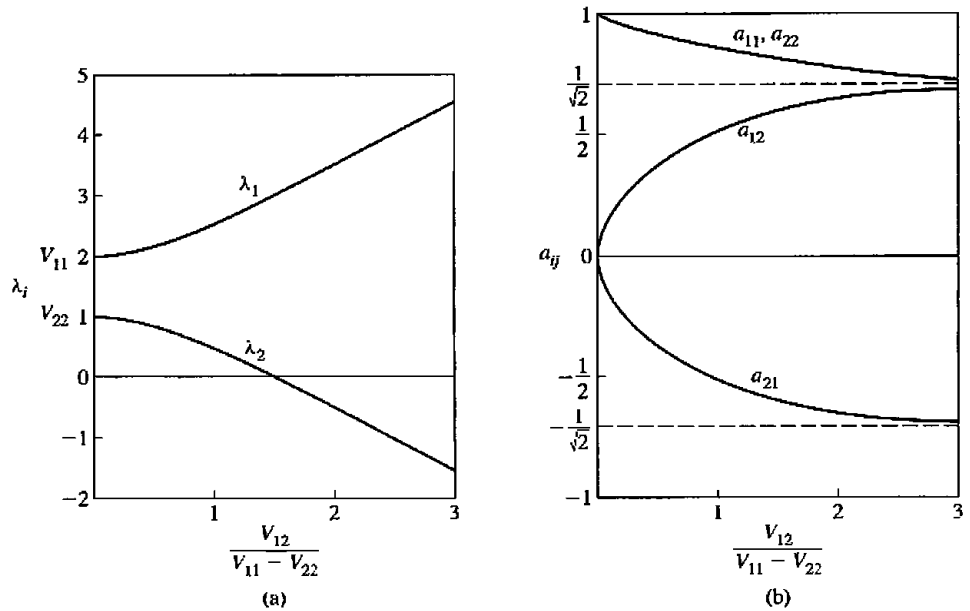 5
4
3
V₁₁ 2
λᵢ
V₂₂ 1
0
−1
−2
λ₁
λ₂
1 2 3
V₁₂
V₁₁ − V₂₂
(a)
1
1
√2
1
2
aᵢⱼ 0
−1
2
−1
√2
−1
a₁₁, a₂₂
a₁₂
a₂₁
1 2 3
V₁₂
V₁₁ − V₂₂
(b)